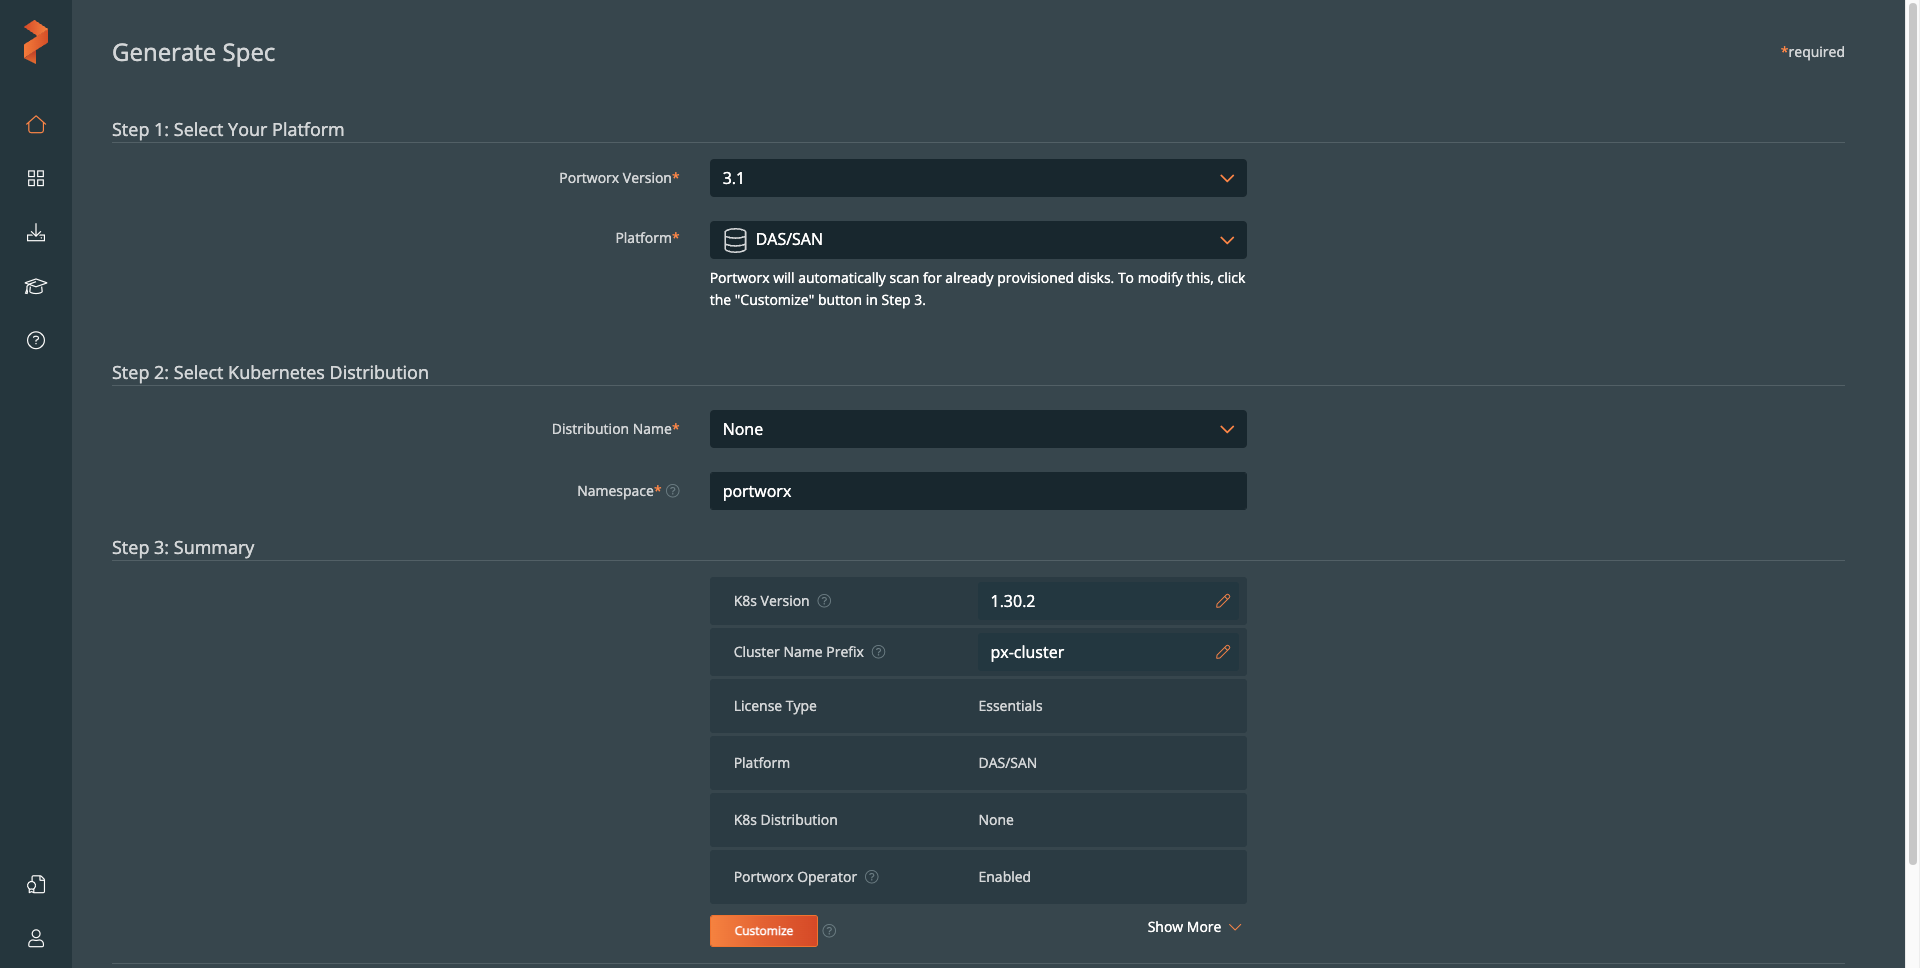 Generate Spec
*required
Step 1: Select Your Platform
Portworx Version*
3.1
Platform*
DAS/SAN
Portworx will automatically scan for already provisioned disks. To modify this, click
the "Customize" button in Step 3.
Step 2: Select Kubernetes Distribution
Distribution Name*
None
Namespace* ?
portworx
Step 3: Summary
K8s Version ?
1.30.2
Cluster Name Prefix ?
px-cluster
License Type
Essentials
Platform
DAS/SAN
K8s Distribution
None
Portworx Operator ?
Enabled
Customize ?
Show More